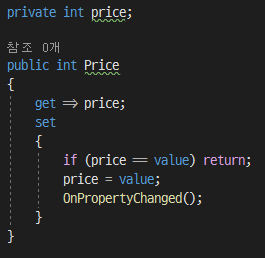 private int price;
참조 0개
public int Price
{
get => price;
set
{
if (price == value) return;
price = value;
OnPropertyChanged();
}
}